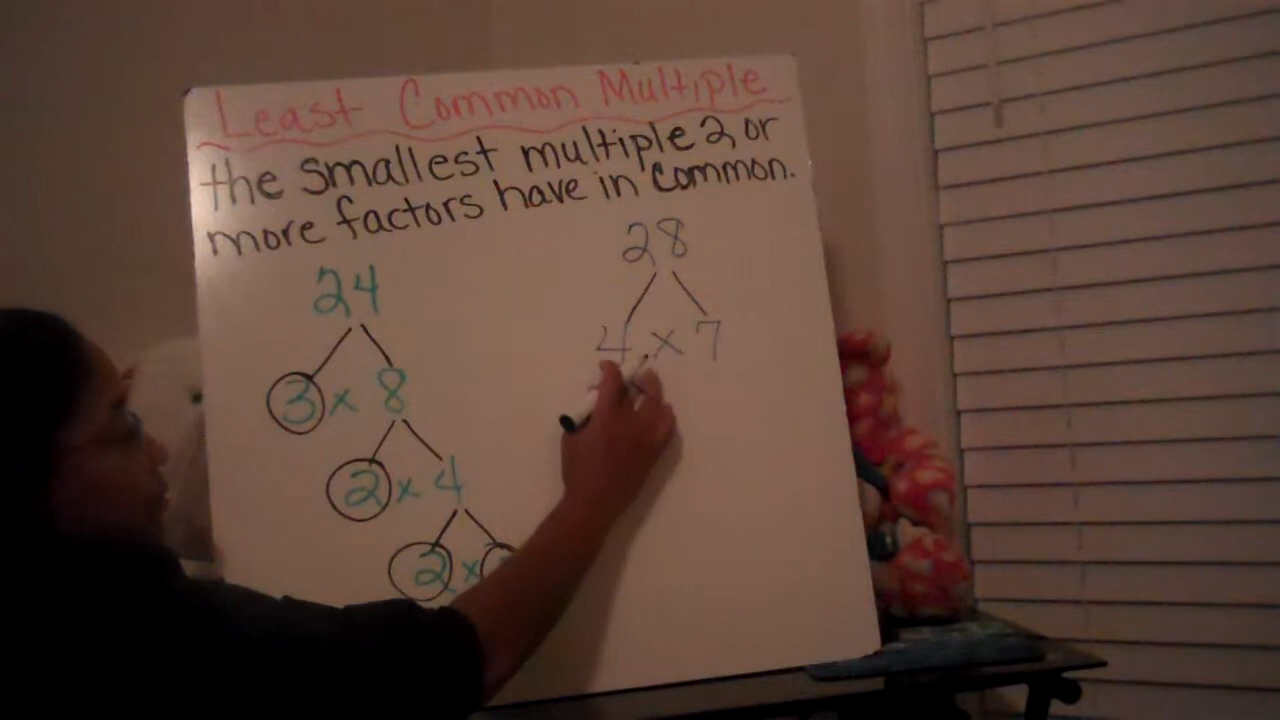 Least Common Multiple
the smallest multiple 2 or
more factors have in common.
24
3 x 8
2 x 4
2 x
28
4 x 7